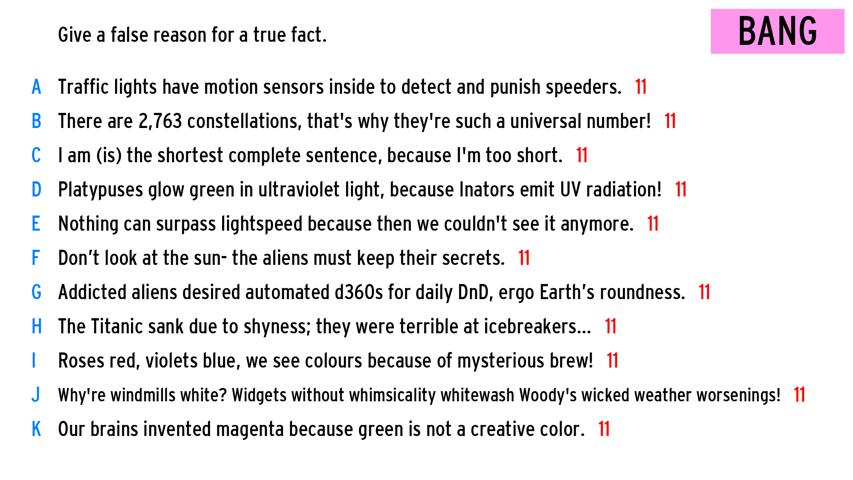 Give a false reason for a true fact.
BANG
A Traffic lights have motion sensors inside to detect and punish speeders. 11
B There are 2,763 constellations, that's why they're such a universal number! 11
C I am (is) the shortest complete sentence, because I'm too short. 11
D Platypuses glow green in ultraviolet light, because Inators emit UV radiation! 11
E Nothing can surpass lightspeed because then we couldn't see it anymore. 11
F Don’t look at the sun- the aliens must keep their secrets. 11
G Addicted aliens desired automated d360s for daily DnD, ergo Earth’s roundness. 11
H The Titanic sank due to shyness; they were terrible at icebreakers... 11
I Roses red, violets blue, we see colours because of mysterious brew! 11
J Why're windmills white? Widgets without whimsicality whitewash Woody's wicked weather worsenings! 11
K Our brains invented magenta because green is not a creative color. 11